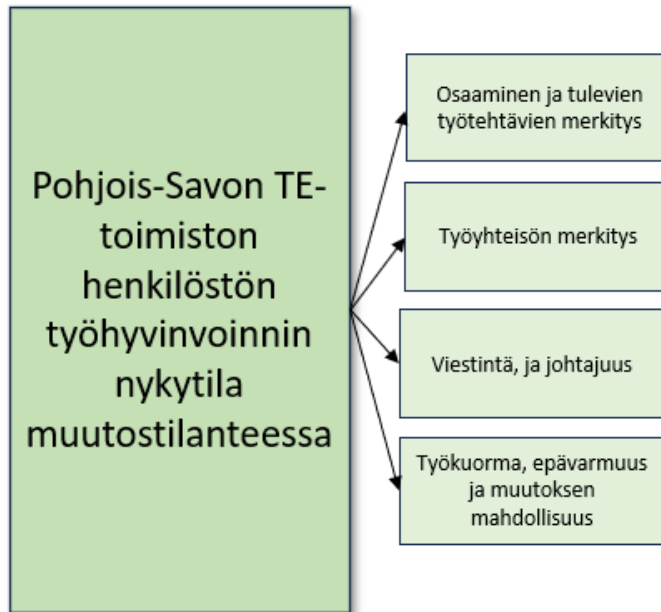 Pohjois-Savon TE-
toimiston
henkilöstön
työhyvinvoinnin
nykytila
muutostilanteessa
Osaaminen ja tulevien
työtehtävien merkitys
Työyhteisön merkitys
Viestintä, ja johtajuus
Työkuorma, epävarmuus
ja muutoksen
mahdollisuus